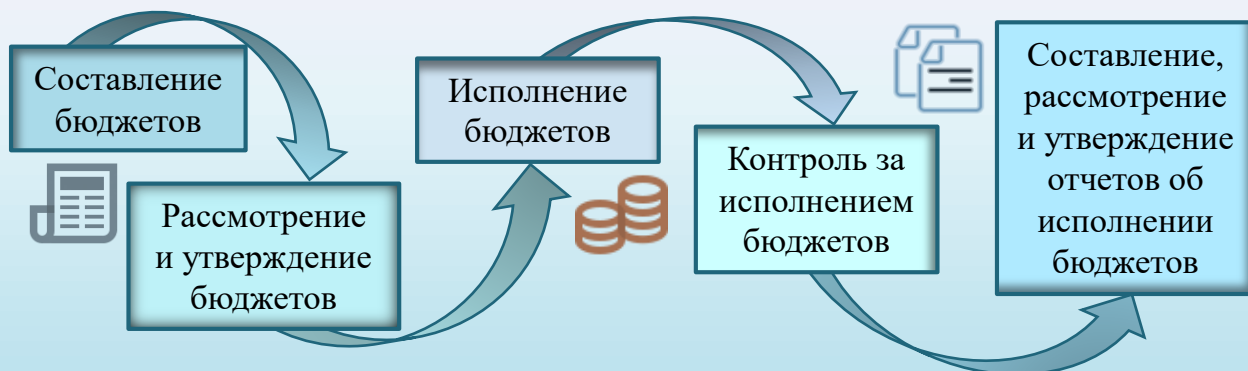 Составление
бюджетов
Рассмотрение
и утверждение
бюджетов
Исполнение
бюджетов
Контроль за
исполнением
бюджетов
Составление,
рассмотрение
и утверждение
отчетов об
исполнении
бюджетов